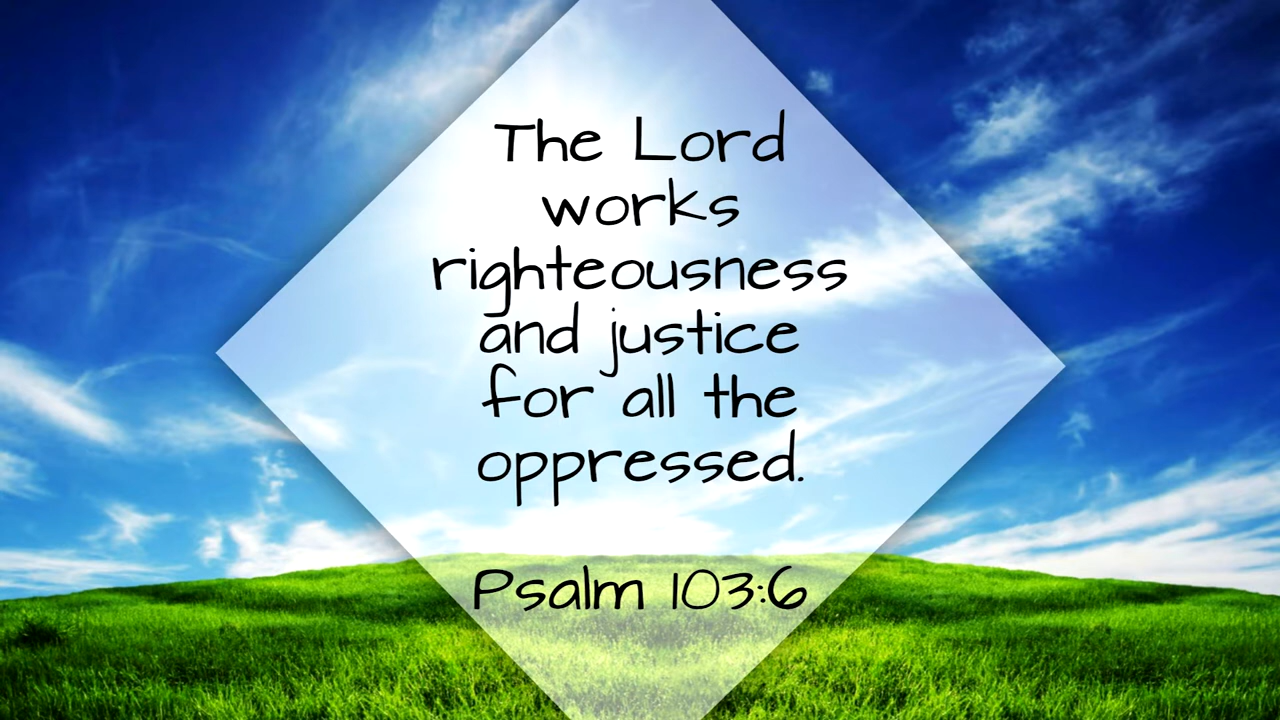 The Lord
works
righteousness
and justice
for all the
oppressed.
Psalm 103:6